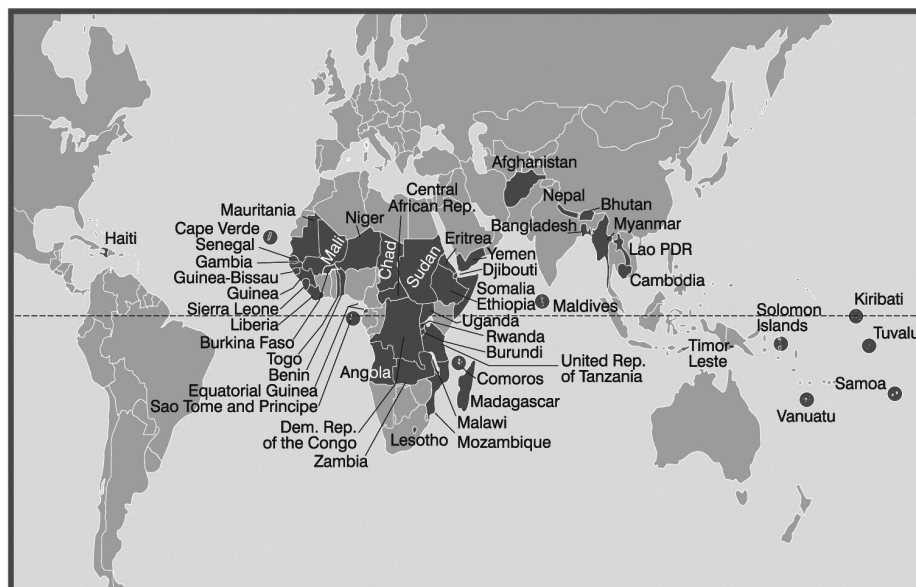 Haiti
Mauritania
Cape Verde
Senegal
Gambia
Guinea-Bissau
Guinea
Sierra Leone
Liberia
Burkina Faso
Togo
Benin
Equatorial Guinea
Sao Tome and Principe
Mali
Niger
Chad
Central
African Rep.
Sudan
Eritrea
Yemen
Djibouti
Somalia
Ethiopia
Uganda
Rwanda
Burundi
United Rep.
of Tanzania
Comoros
Madagascar
Malawi
Mozambique
Angola
Dem. Rep.
of the Congo
Zambia
Lesotho
Afghanistan
Nepal
Bhutan
Bangladesh
Myanmar
Lao PDR
Cambodia
Maldives
Timor-
Leste
Solomon
Islands
Kiribati
Tuvalu
Samoa
Vanuatu